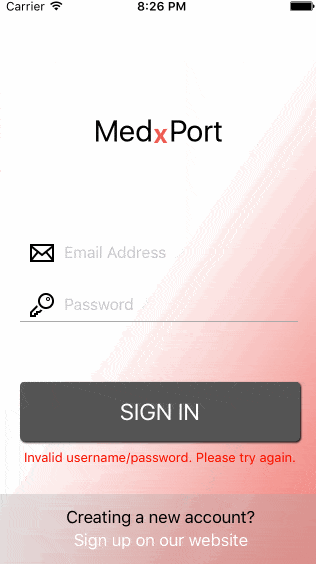 Carrier 8:26 PM
MedxPort
Email Address
Password
SIGN IN
Invalid username/password. Please try again.
Creating a new account?
Sign up on our website